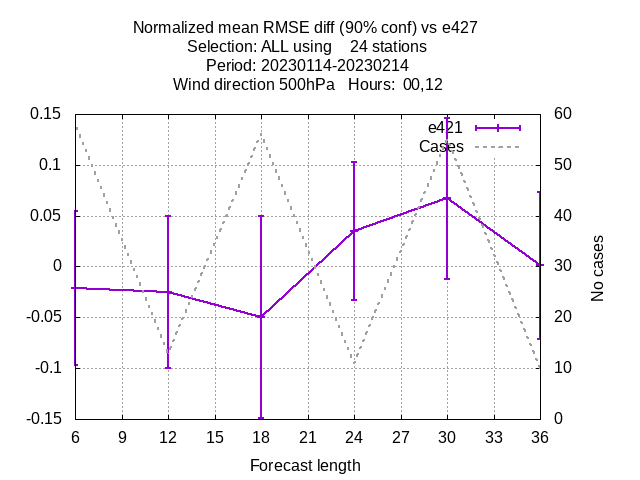 Normalized mean RMSE diff (90% conf) vs e427
Selection: ALL using    24 stations
Period: 20230114-20230214
Wind direction 500hPa   Hours:  00,12
e421
Cases
0.15
0.1
0.05
0
-0.05
-0.1
-0.15
60
50
40
30
20
10
0
No cases
6 9 12 15 18 21 24 27 30 33 36
Forecast length